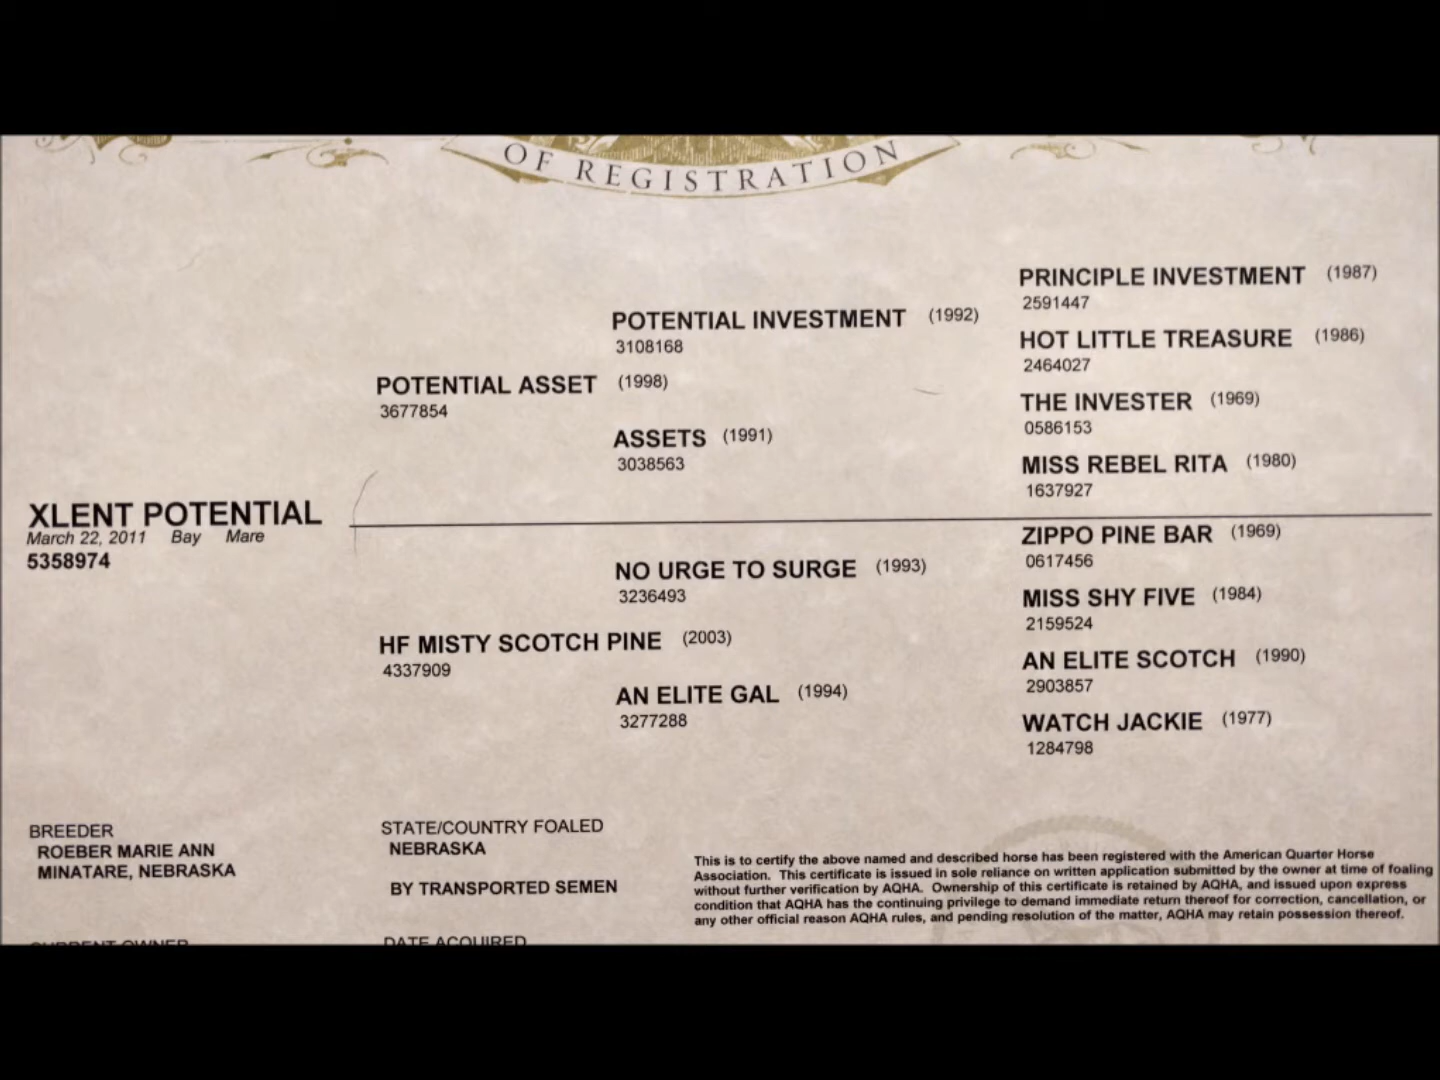 OF REGISTRATION
PRINCIPLE INVESTMENT (1987)
2591447
POTENTIAL INVESTMENT (1992)
3108168
HOT LITTLE TREASURE (1986)
2464027
POTENTIAL ASSET (1998)
3677854
THE INVESTER (1969)
0586153
ASSETS (1991)
3038563
MISS REBEL RITA (1980)
1637927
XLENT POTENTIAL
March 22, 2011 Bay Mare
5358974
ZIPPO PINE BAR (1969)
0617456
NO URGE TO SURGE (1993)
3236493
MISS SHY FIVE (1984)
2159524
HF MISTY SCOTCH PINE (2003)
4337909
AN ELITE SCOTCH (1990)
2903857
AN ELITE GAL (1994)
3277288
WATCH JACKIE (1977)
1284798
BREEDER
ROEBER MARIE ANN
MINATARE, NEBRASKA
STATE/COUNTRY FOALED
NEBRASKA
BY TRANSPORTED SEMEN
This is to certify the above named and described horse has been registered with the American Quarter Horse
Association. This certificate is issued in sole reliance on written application submitted by the owner at time of foaling
without further verification by AQHA. Ownership of this certificate is retained by AQHA, and issued upon express
condition that AQHA has the continuing privilege to demand immediate return thereof for correction, cancellation, or
any other official reason AQHA rules, and pending resolution of the matter, AQHA may retain possession thereof.
CURRENT OWNER
DATE ACQUIRED